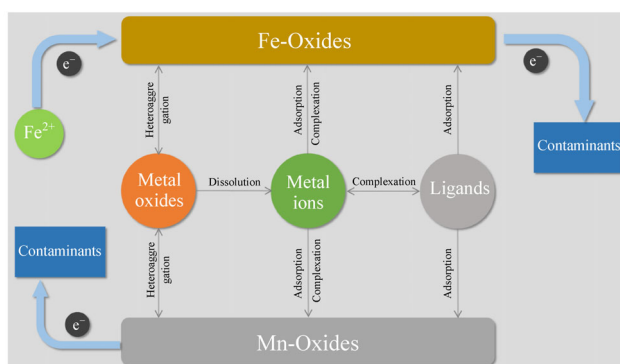 Fe-Oxides
e⁻
e⁻
Fe²⁺
Heteroaggre
gation
Adsorption
Complexation
Adsorption
Contaminants
Metal
oxides
Dissolution
Metal
ions
Complexation
Ligands
Contaminants
Heteroaggre
gation
Adsorption
Complexation
Adsorption
e⁻
Mn-Oxides